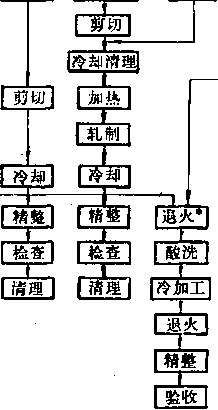 剪切
冷却清理
剪切
加热
轧制
冷却
冷却
精整
精整
退火*
检查
检查
酸洗
清理
清理
冷加工
退火
精整
验收